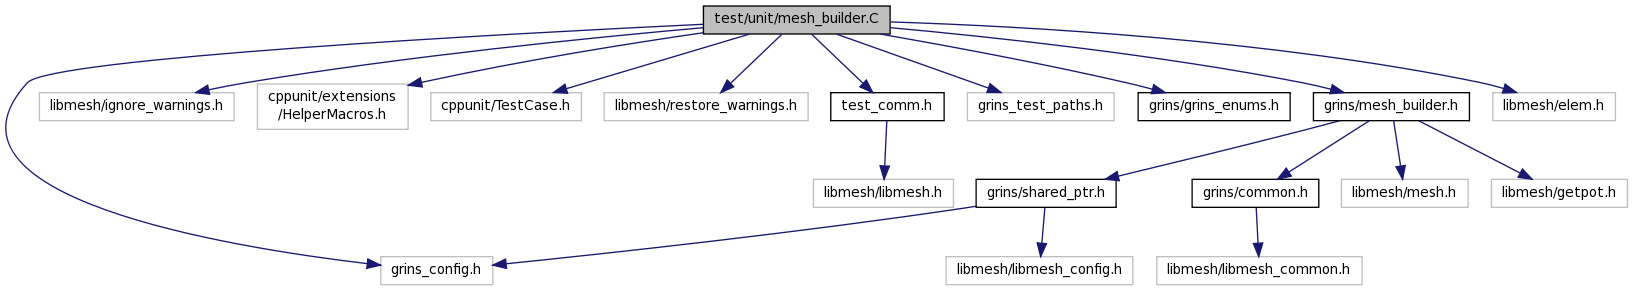 test/unit/mesh_builder.C
libmesh/ignore_warnings.h
cppunit/extensions
/HelperMacros.h
cppunit/TestCase.h
libmesh/restore_warnings.h
test_comm.h
grins_test_paths.h
grins/grins_enums.h
grins/mesh_builder.h
libmesh/elem.h
libmesh/libmesh.h
grins/shared_ptr.h
grins/common.h
libmesh/mesh.h
libmesh/getpot.h
grins_config.h
libmesh/libmesh_config.h
libmesh/libmesh_common.h